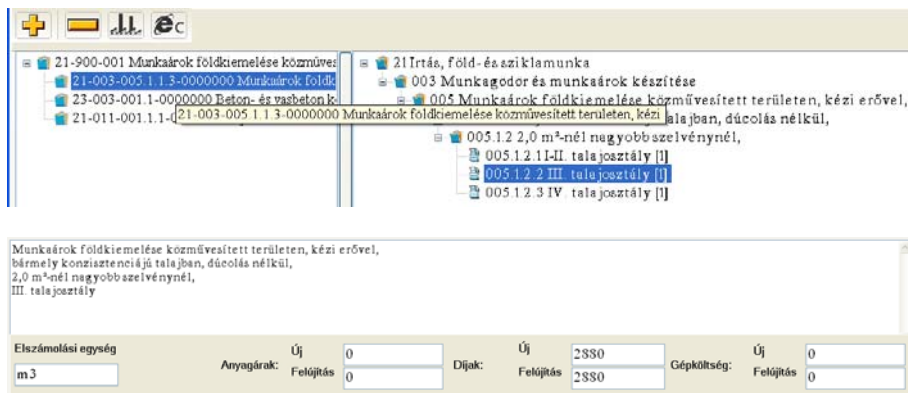 c
21-900-001 Munkaárok földkiemelése közműves
21-003-005.1.1.3-0000000 Munkaárok földk
23-003-001.1-0000000 Beton- és vasbeton k
21-011-001.1.1-0
21-003-005.1.1.3-0000000 Munkaárok földkiemelése közművesített területen, kézi
21 Irtás, föld- és sziklamunka
003 Munkagödör és munkaárok készítése
005 Munkaárok földkiemelése közművesített területen, kézi erővel,
alajban, dúcolás nélkül,
005.1.2 2,0 m²-nél nagyobb szelvénynél,
005.1.2.1 I-II. talajosztály [1]
005.1.2.2 III. talajosztály [1]
005.1.2.3 IV. talajosztály [1]
Munkaárok földkiemelése közművesített területen, kézi erővel,
bármely konzisztenciájú talajban, dúcolás nélkül,
2,0 m²-nél nagyobb szelvénynél,
III. talajosztály
Elszámolási egység
m3
Anyagárak: Új 0 Felújítás 0
Díjak: Új 2880 Felújítás 2880
Gépköltség: Új 0 Felújítás 0